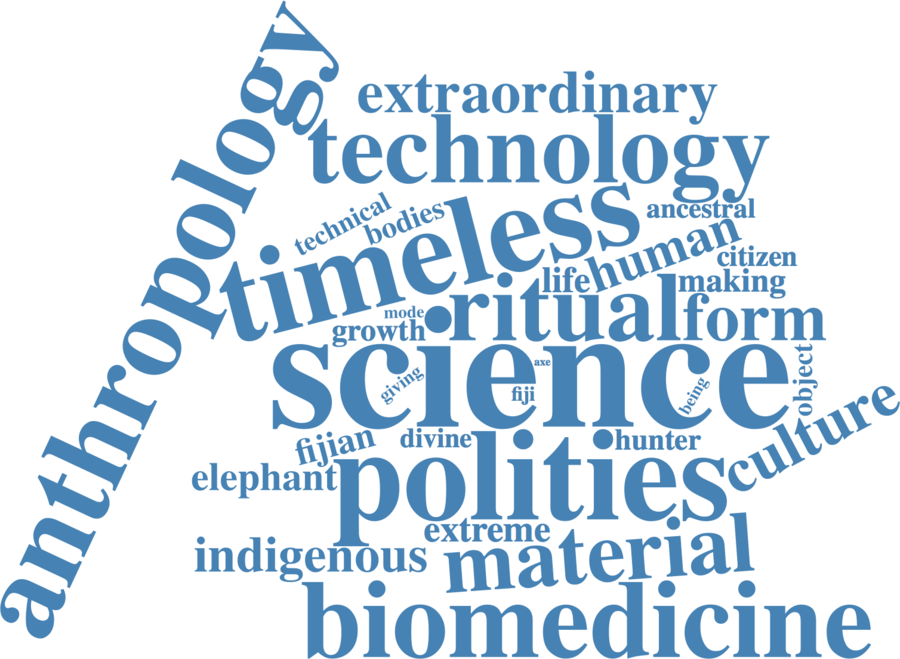 anthropology
extraordinary
technology
timeless
technical
bodies
ancestral
human
citizen
life
making
ritual
form
mode
growth
science
axe
giving
fiji
being
object
culture
fijian
divine
hunter
elephant
polities
extreme
indigenous
material
biomedicine